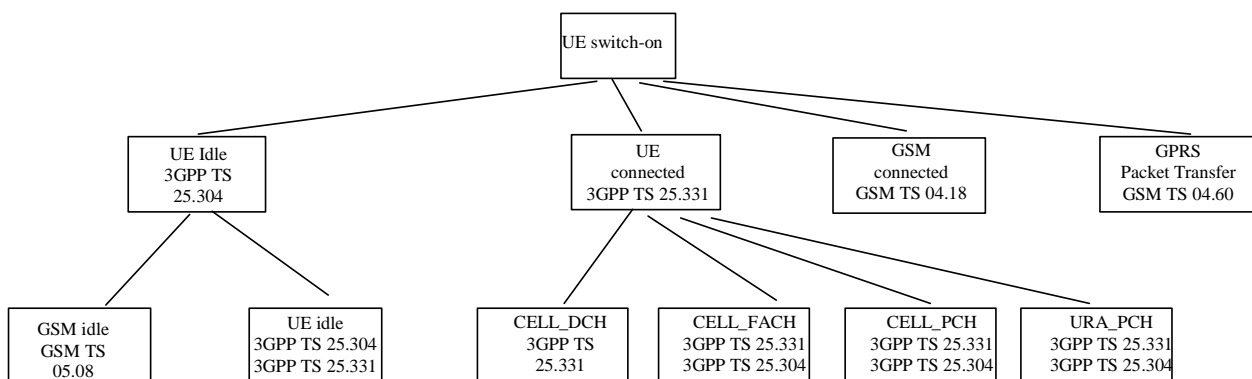 UE switch-on
UE Idle
3GPP TS
25.304
UE
connected
3GPP TS 25.331
GSM
connected
GSM TS 04.18
GPRS
Packet Transfer
GSM TS 04.60
GSM idle
GSM TS
05.08
UE idle
3GPP TS 25.304
3GPP TS 25.331
CELL_DCH
3GPP TS
25.331
CELL_FACH
3GPP TS 25.331
3GPP TS 25.304
CELL_PCH
3GPP TS 25.331
3GPP TS 25.304
URA_PCH
3GPP TS 25.331
3GPP TS 25.304